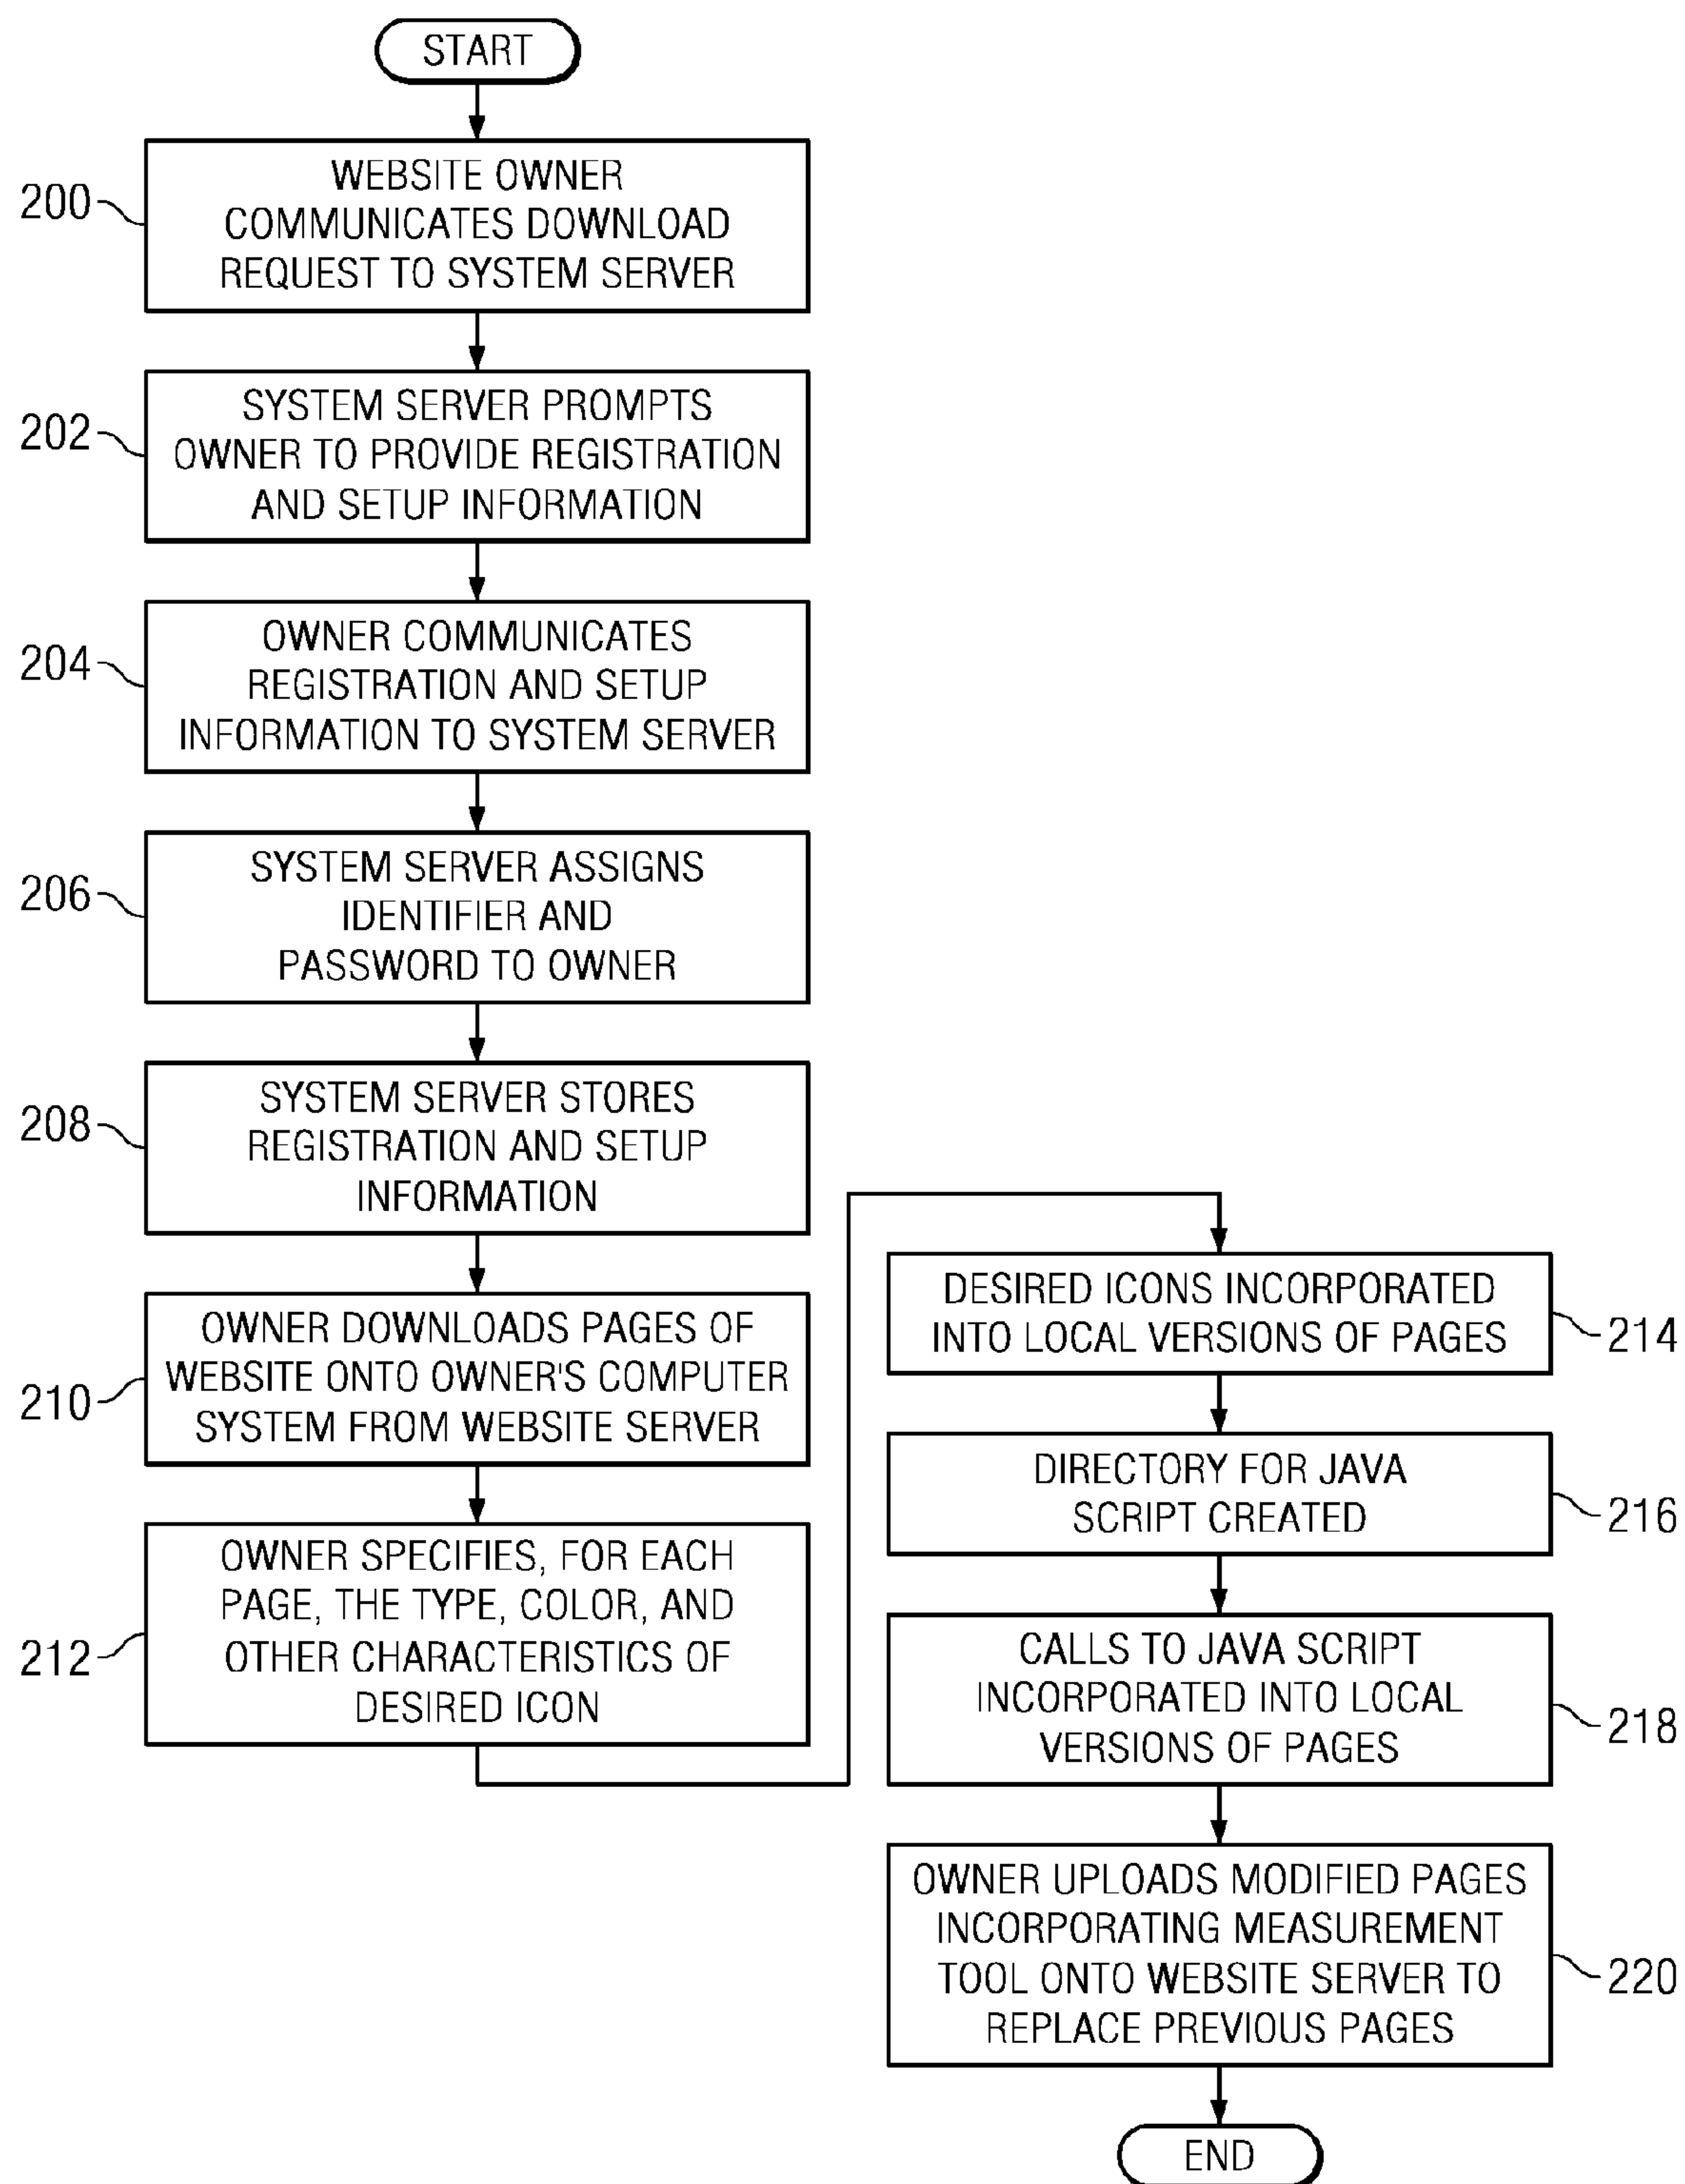 START
200
WEBSITE OWNER
COMMUNICATES DOWNLOAD
REQUEST TO SYSTEM SERVER
202
SYSTEM SERVER PROMPTS
OWNER TO PROVIDE REGISTRATION
AND SETUP INFORMATION
204
OWNER COMMUNICATES
REGISTRATION AND SETUP
INFORMATION TO SYSTEM SERVER
206
SYSTEM SERVER ASSIGNS
IDENTIFIER AND
PASSWORD TO OWNER
208
SYSTEM SERVER STORES
REGISTRATION AND SETUP
INFORMATION
210
OWNER DOWNLOADS PAGES OF
WEBSITE ONTO OWNER'S COMPUTER
SYSTEM FROM WEBSITE SERVER
212
OWNER SPECIFIES, FOR EACH
PAGE, THE TYPE, COLOR, AND
OTHER CHARACTERISTICS OF
DESIRED ICON
DESIRED ICONS INCORPORATED
INTO LOCAL VERSIONS OF PAGES
214
DIRECTORY FOR JAVA
SCRIPT CREATED
216
CALLS TO JAVA SCRIPT
INCORPORATED INTO LOCAL
VERSIONS OF PAGES
218
OWNER UPLOADS MODIFIED PAGES
INCORPORATING MEASUREMENT
TOOL ONTO WEBSITE SERVER TO
REPLACE PREVIOUS PAGES
220
END